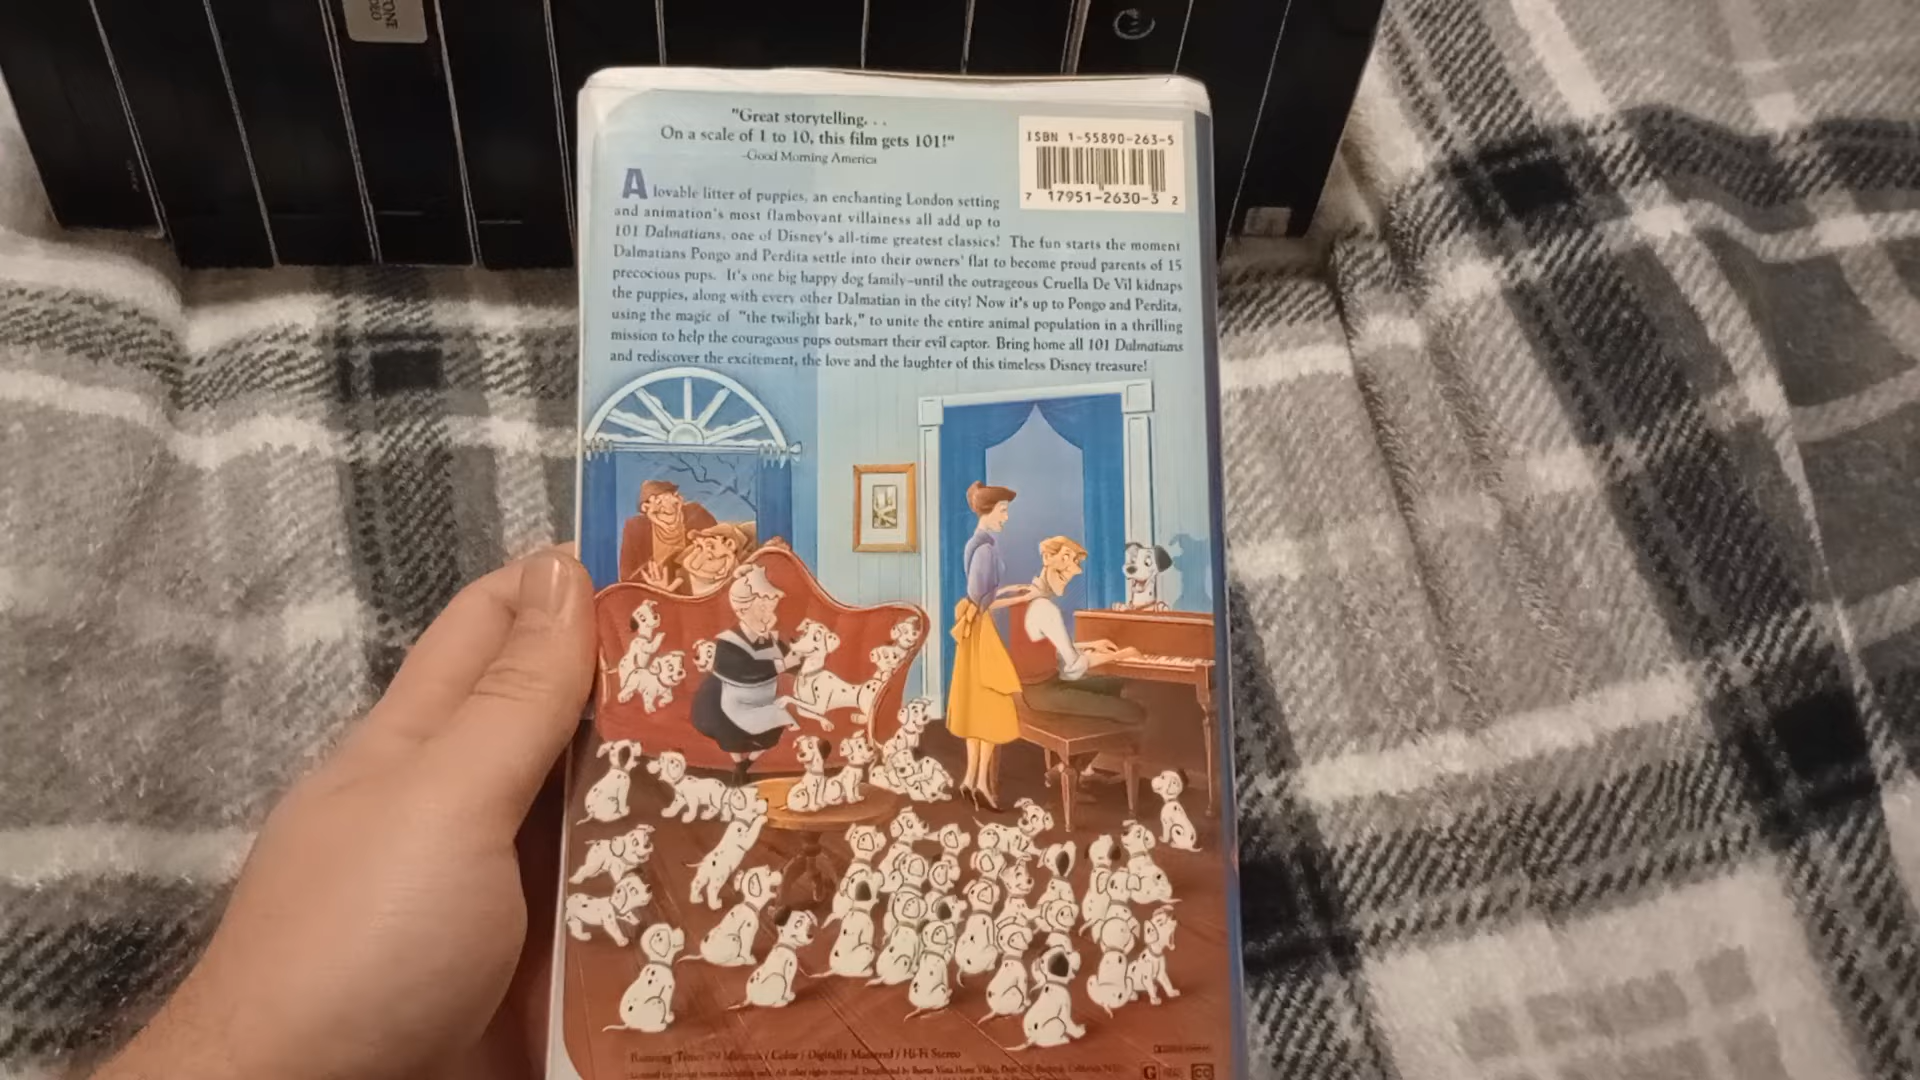 "Great storytelling. . .
On a scale of 1 to 10, this film gets 101!"
-Good Morning America
ISBN 1-55890-263-5
7 17951-2630-3 2
A lovable litter of puppies, an enchanting London setting
and animation's most flamboyant villainess all add up to
101 Dalmatians, one of Disney's all-time greatest classics! The fun starts the moment
Dalmatians Pongo and Perdita settle into their owners' flat to become proud parents of 15
precocious pups. It's one big happy dog family–until the outrageous Cruella De Vil kidnaps
the puppies, along with every other Dalmatian in the city! Now it's up to Pongo and Perdita,
using the magic of "the twilight bark," to unite the entire animal population in a thrilling
mission to help the courageous pups outsmart their evil captor. Bring home all 101 Dalmatians
and rediscover the excitement, the love and the laughter of this timeless Disney treasure!
Running Time: 79 Minutes / Color / Digitally Mastered / Hi-Fi Stereo
G
CC